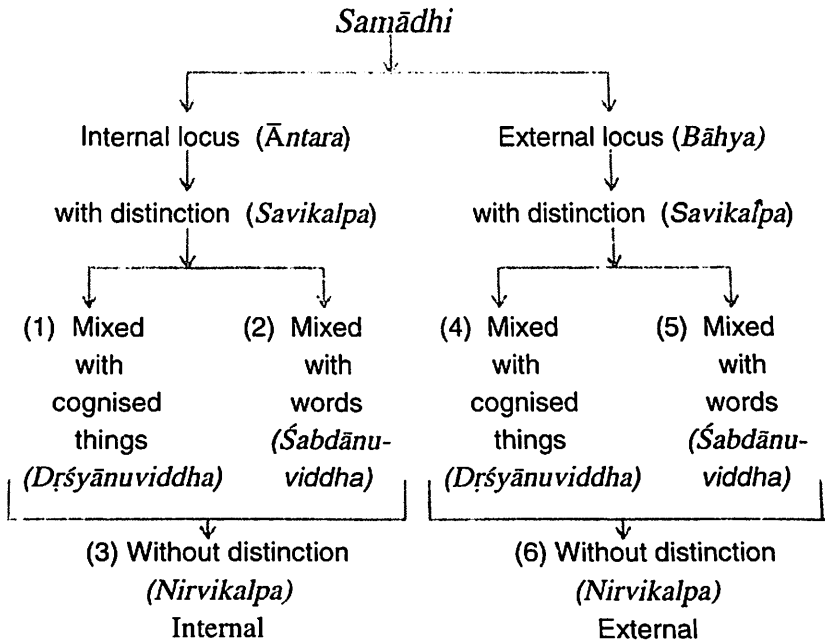 Samādhi
Internal locus (Āntara)
External locus (Bāhya)
with distinction (Savikalpa)
with distinction (Savikalpa)
(1) Mixed
with
cognised
things
(Dṛśyānuviddha)
(2) Mixed
with
words
(Śabdānu-
viddha)
(4) Mixed
with
cognised
things
(Dṛśyānuviddha)
(5) Mixed
with
words
(Śabdānu-
viddha)
(3) Without distinction
(Nirvikalpa)
Internal
(6) Without distinction
(Nirvikalpa)
External